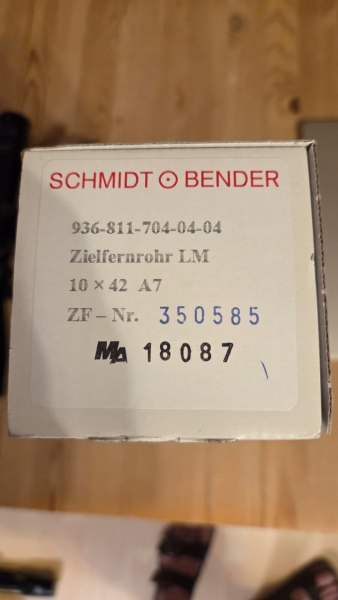 SCHMIDT BENDER
936-811-704-04-04
Zielfernrohr LM
10 × 42 A7
ZF – Nr. 350585
MA 18087